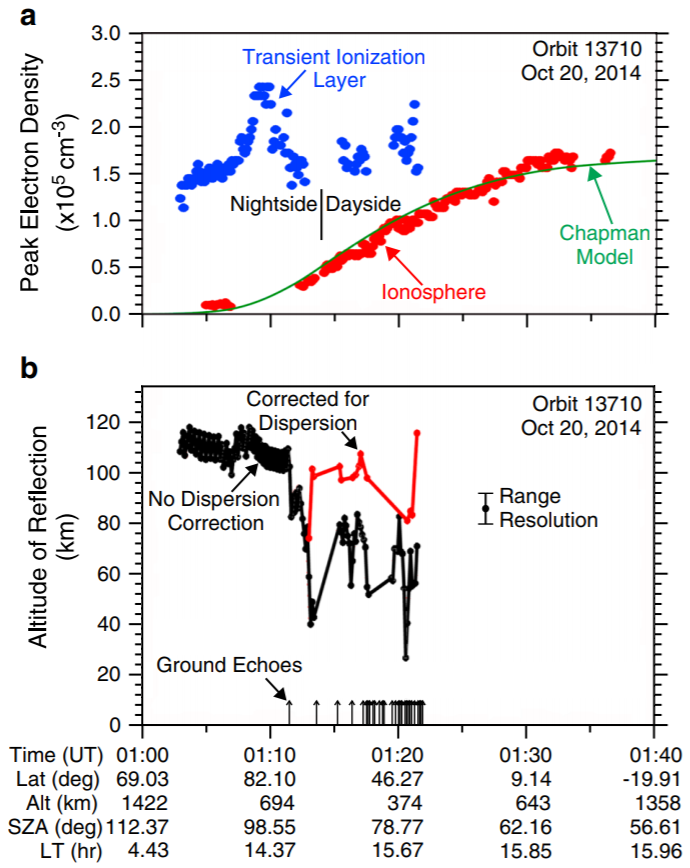 a
3.0
2.5
2.0
1.5
1.0
0.5
0.0
Peak Electron Density
(x10⁵ cm⁻³)
Transient Ionization
Layer
Orbit 13710
Oct 20, 2014
Nightside Dayside
Chapman
Model
Ionosphere
b
120
100
80
60
40
20
0
Altitude of Reflection
(km)
Corrected for
Dispersion
Orbit 13710
Oct 20, 2014
No Dispersion
Correction
Range
Resolution
Ground Echoes
Time (UT) 01:00 01:10 01:20 01:30 01:40
Lat (deg) 69.03 82.10 46.27 9.14 -19.91
Alt (km) 1422 694 374 643 1358
SZA (deg) 112.37 98.55 78.77 62.16 56.61
LT (hr) 4.43 14.37 15.67 15.85 15.96